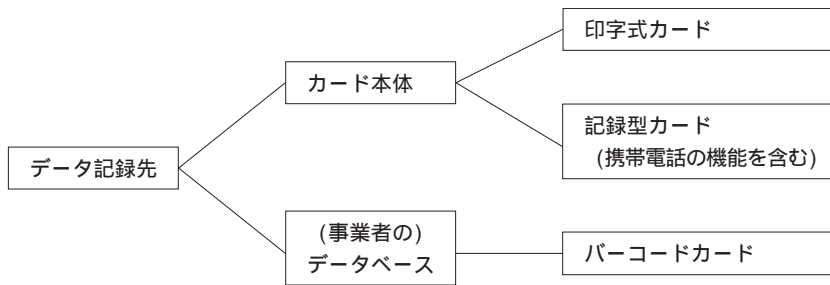 データ記録先
カード本体
(事業者の)
データベース
印字式カード
記録型カード
(携帯電話の機能を含む)
バーコードカード